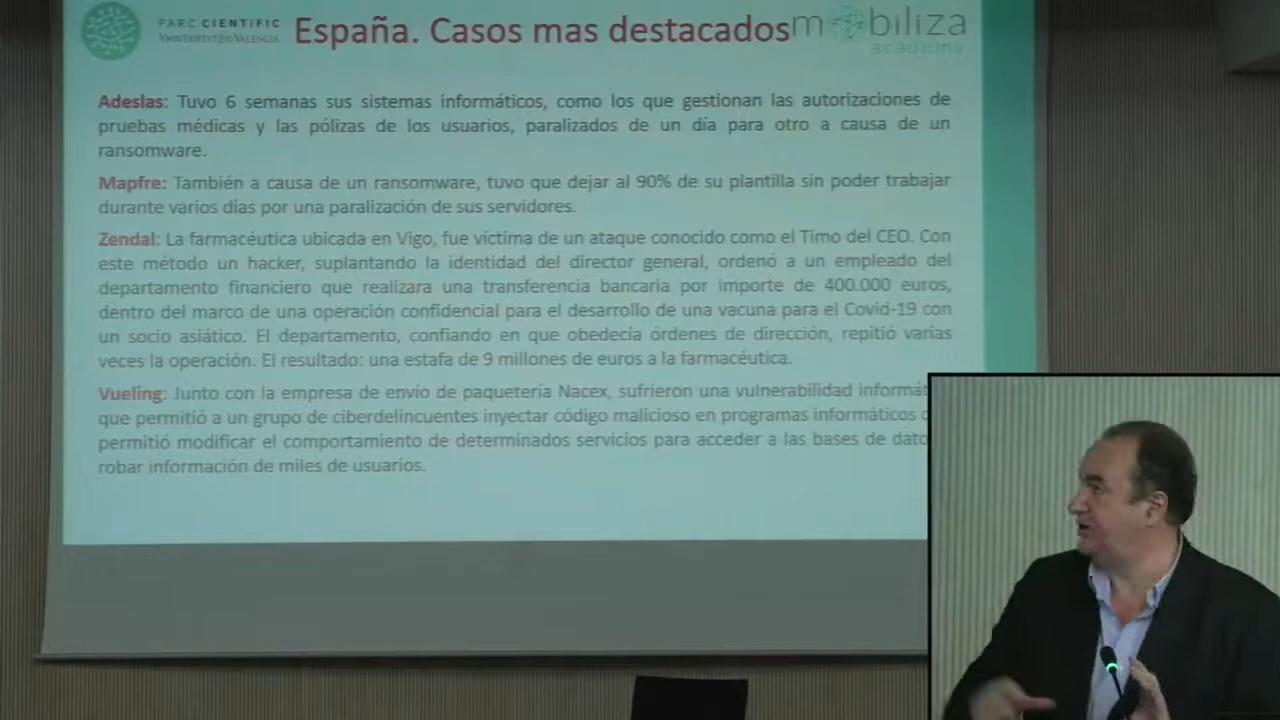 PARC CIENTÍFIC
UNIVERSITAT DE VALÈNCIA
España. Casos mas destacados
mobiliza
academy
Adeslas: Tuvo 6 semanas sus sistemas informáticos, como los que gestionan las autorizaciones de
pruebas médicas y las pólizas de los usuarios, paralizados de un día para otro a causa de un
ransomware.
Mapfre: También a causa de un ransomware, tuvo que dejar al 90% de su plantilla sin poder trabajar
durante varios días por una paralización de sus servidores.
Zendal: La farmacéutica ubicada en Vigo, fue víctima de un ataque conocido como el Timo del CEO. Con
este método un hacker, suplantando la identidad del director general, ordenó a un empleado del
departamento financiero que realizara una transferencia bancaria por importe de 400.000 euros,
dentro del marco de una operación confidencial para el desarrollo de una vacuna para el Covid-19 con
un socio asiático. El departamento, confiando en que obedecía órdenes de dirección, repitió varias
veces la operación. El resultado: una estafa de 9 millones de euros a la farmacéutica.
Vueling: Junto con la empresa de envío de paquetería Nacex, sufrieron una vulnerabilidad informát
que permitió a un grupo de ciberdelincuentes inyectar código malicioso en programas informáticos
permitió modificar el comportamiento de determinados servicios para acceder a las bases de dato
robar información de miles de usuarios.